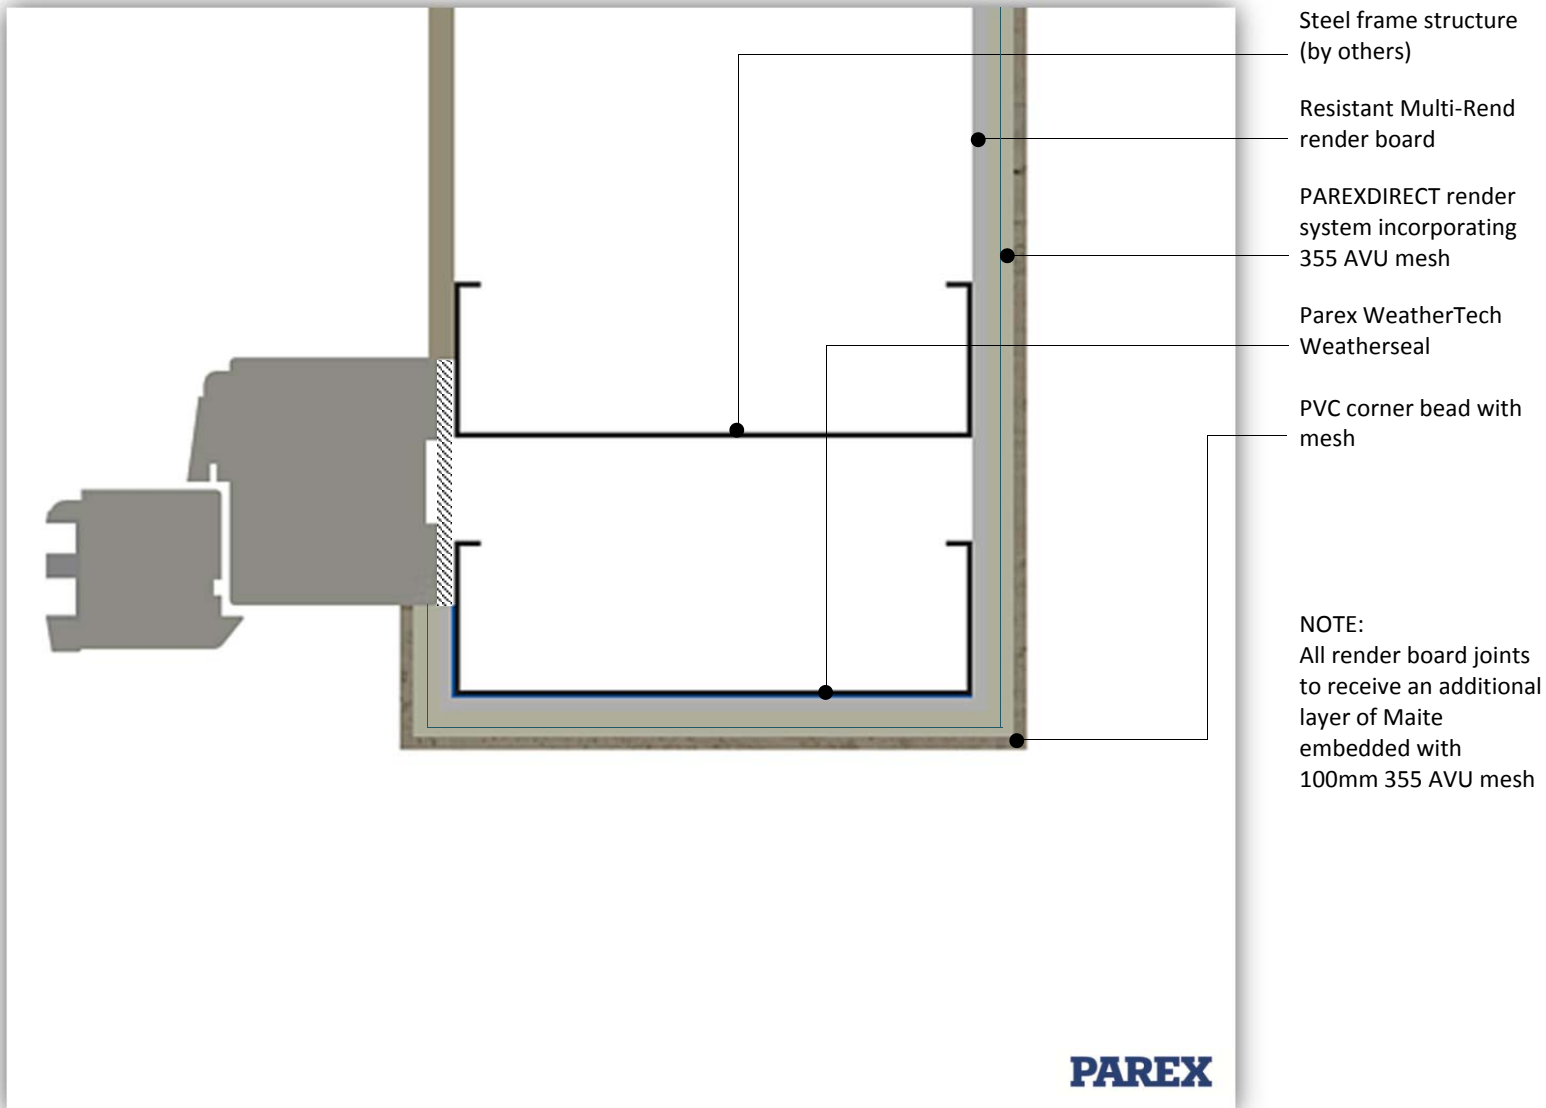 Steel frame structure
(by others)
Resistant Multi-Rend
render board
PAREXDIRECT render
system incorporating
355 AVU mesh
Parex WeatherTech
Weatherseal
PVC corner bead with
mesh
NOTE:
All render board joints
to receive an additional
layer of Maite
embedded with
100mm 355 AVU mesh
PAREX